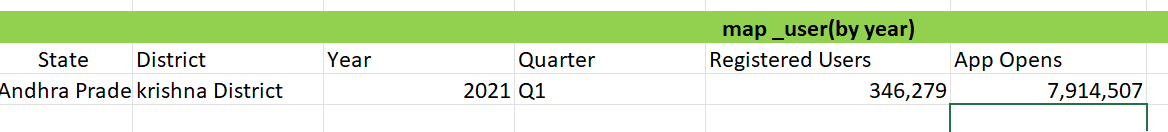 map _user(by year)
State District Year Quarter Registered Users App Opens
Andhra Prade krishna District 2021 Q1 346,279 7,914,507